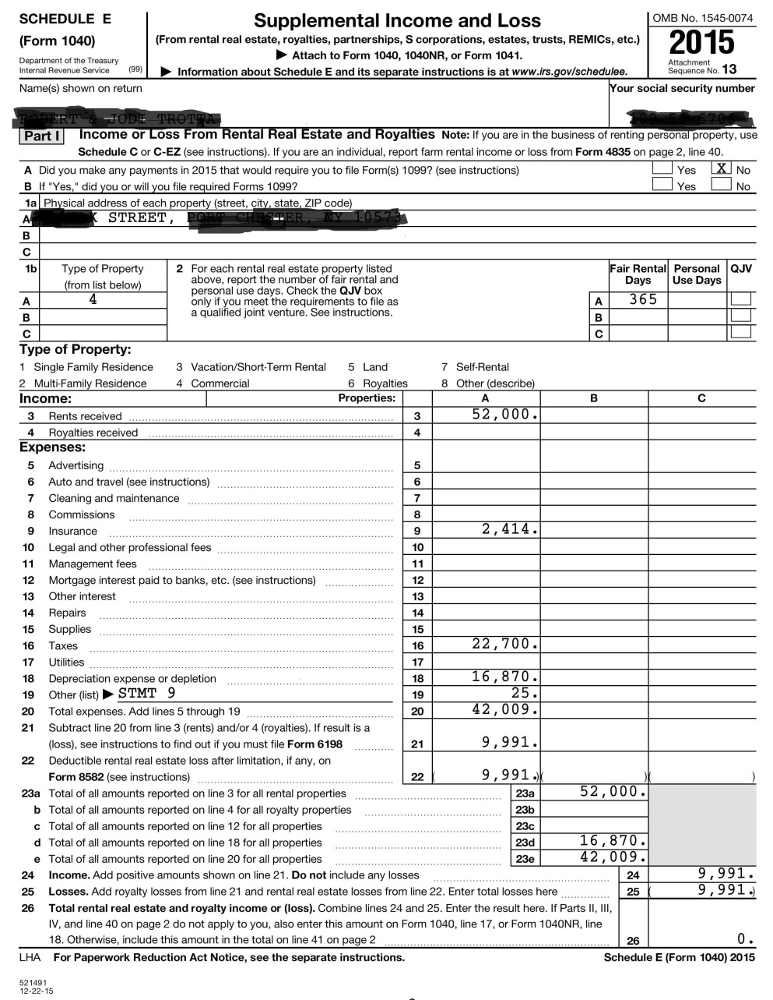 SCHEDULE E
(Form 1040)
Department of the Treasury
Internal Revenue Service (99)
Supplemental Income and Loss
(From rental real estate, royalties, partnerships, S corporations, estates, trusts, REMICs, etc.)
▶ Attach to Form 1040, 1040NR, or Form 1041.
▶ Information about Schedule E and its separate instructions is at www.irs.gov/schedulee.
OMB No. 1545-0074
2015
Attachment
Sequence No. 13
Name(s) shown on return Your social security number
Part I Income or Loss From Rental Real Estate and Royalties Note: If you are in the business of renting personal property, use
Schedule C or C-EZ (see instructions). If you are an individual, report farm rental income or loss from Form 4835 on page 2, line 40.
A Did you make any payments in 2015 that would require you to file Form(s) 1099? (see instructions) Yes X No
B If "Yes," did you or will you file required Forms 1099? Yes No
1a Physical address of each property (street, city, state, ZIP code)
A STREET,
B
C
1b Type of Property
(from list below)
2 For each rental real estate property listed
above, report the number of fair rental and
personal use days. Check the QJV box
only if you meet the requirements to file as
a qualified joint venture. See instructions.
Fair Rental Days Personal Use Days QJV
A 4 A 365
B B
C C
Type of Property:
1 Single Family Residence 3 Vacation/Short-Term Rental 5 Land 7 Self-Rental
2 Multi-Family Residence 4 Commercial 6 Royalties 8 Other (describe)
Income: Properties: A B C
3 Rents received 3 52,000.
4 Royalties received 4
Expenses:
5 Advertising 5
6 Auto and travel (see instructions) 6
7 Cleaning and maintenance 7
8 Commissions 8
9 Insurance 9 2,414.
10 Legal and other professional fees 10
11 Management fees 11
12 Mortgage interest paid to banks, etc. (see instructions) 12
13 Other interest 13
14 Repairs 14
15 Supplies 15
16 Taxes 16 22,700.
17 Utilities 17
18 Depreciation expense or depletion 18 16,870.
19 Other (list) ▶ STMT 9 19 25.
20 Total expenses. Add lines 5 through 19 20 42,009.
21 Subtract line 20 from line 3 (rents) and/or 4 (royalties). If result is a
(loss), see instructions to find out if you must file Form 6198 21 9,991.
22 Deductible rental real estate loss after limitation, if any, on
Form 8582 (see instructions) 22 ( 9,991.)( )( )
23a Total of all amounts reported on line 3 for all rental properties 23a 52,000.
b Total of all amounts reported on line 4 for all royalty properties 23b
c Total of all amounts reported on line 12 for all properties 23c
d Total of all amounts reported on line 18 for all properties 23d 16,870.
e Total of all amounts reported on line 20 for all properties 23e 42,009.
24 Income. Add positive amounts shown on line 21. Do not include any losses 24 9,991.
25 Losses. Add royalty losses from line 21 and rental real estate losses from line 22. Enter total losses here 25 ( 9,991.)
26 Total rental real estate and royalty income or (loss). Combine lines 24 and 25. Enter the result here. If Parts II, III,
IV, and line 40 on page 2 do not apply to you, also enter this amount on Form 1040, line 17, or Form 1040NR, line
18. Otherwise, include this amount in the total on line 41 on page 2 26 0.
LHA For Paperwork Reduction Act Notice, see the separate instructions. Schedule E (Form 1040) 2015
521491
12-22-15